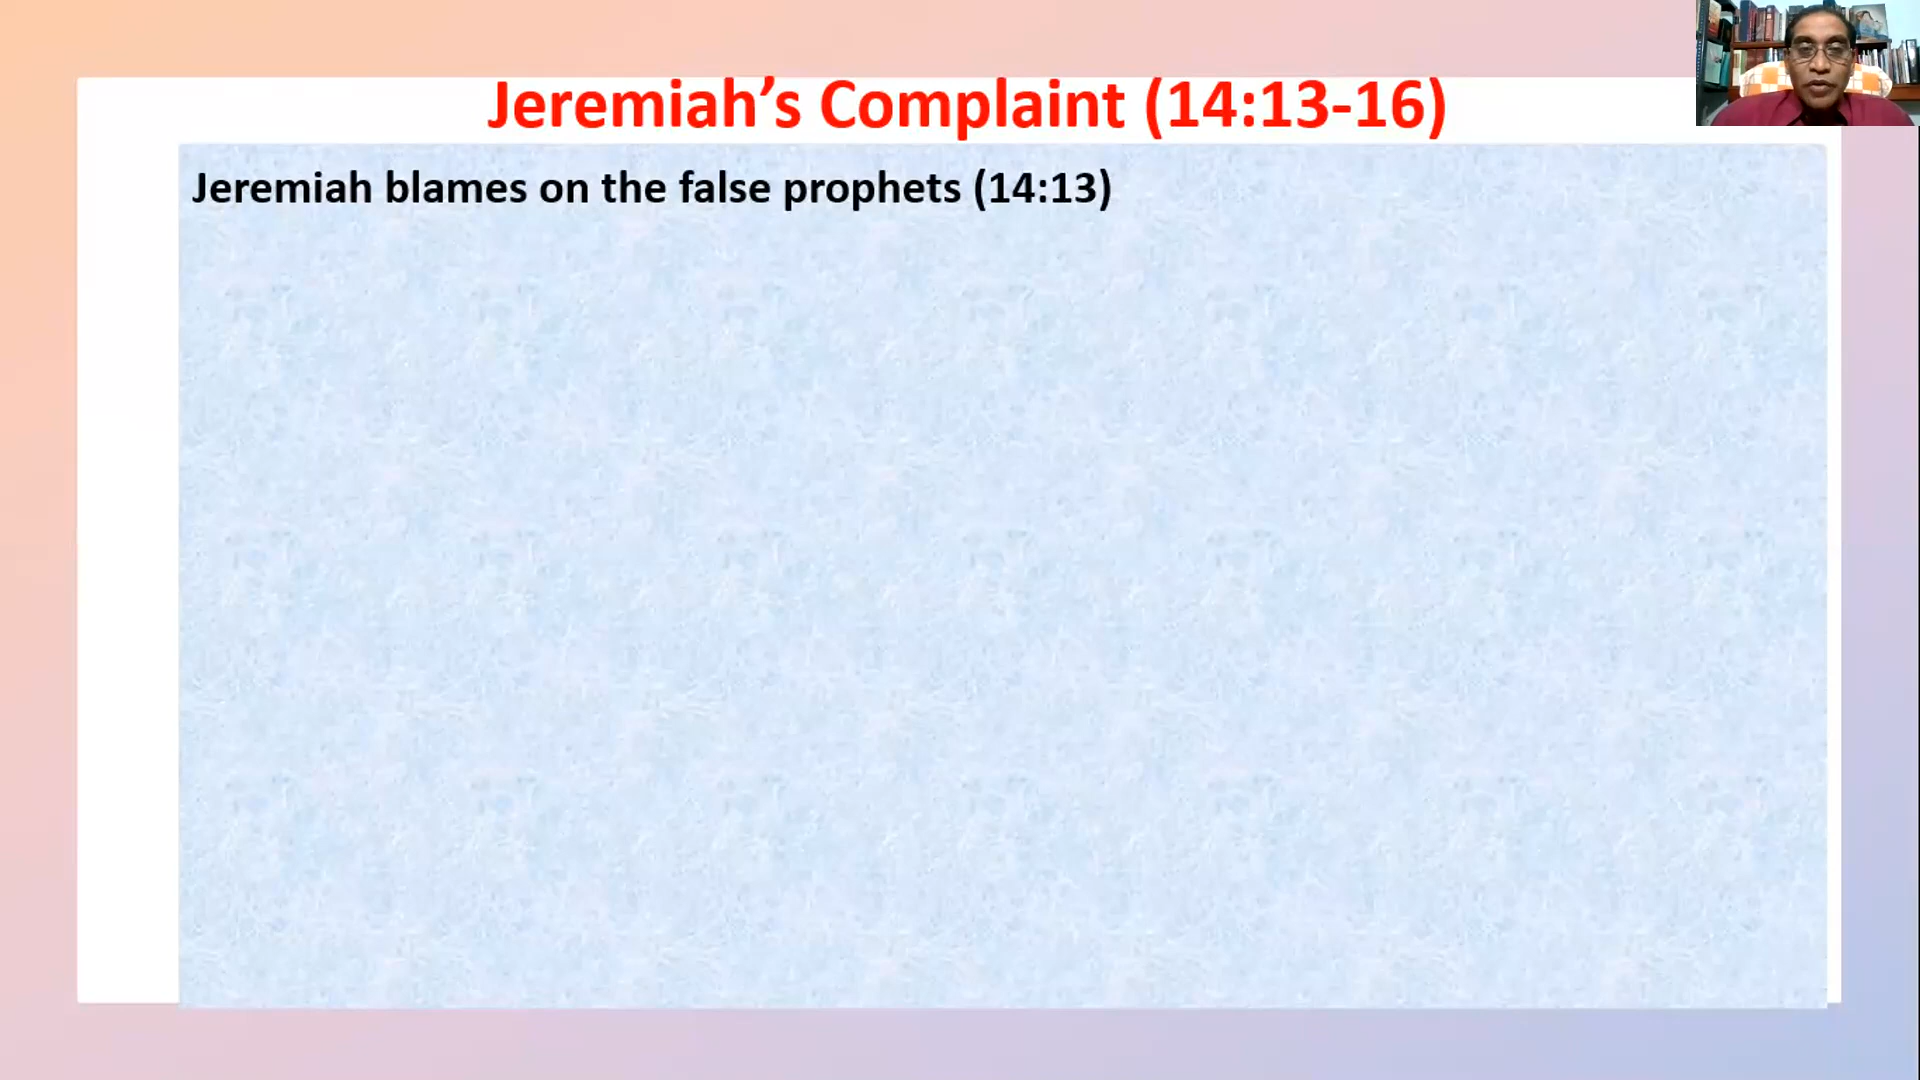 Jeremiah’s Complaint (14:13-16)
Jeremiah blames on the false prophets (14:13)